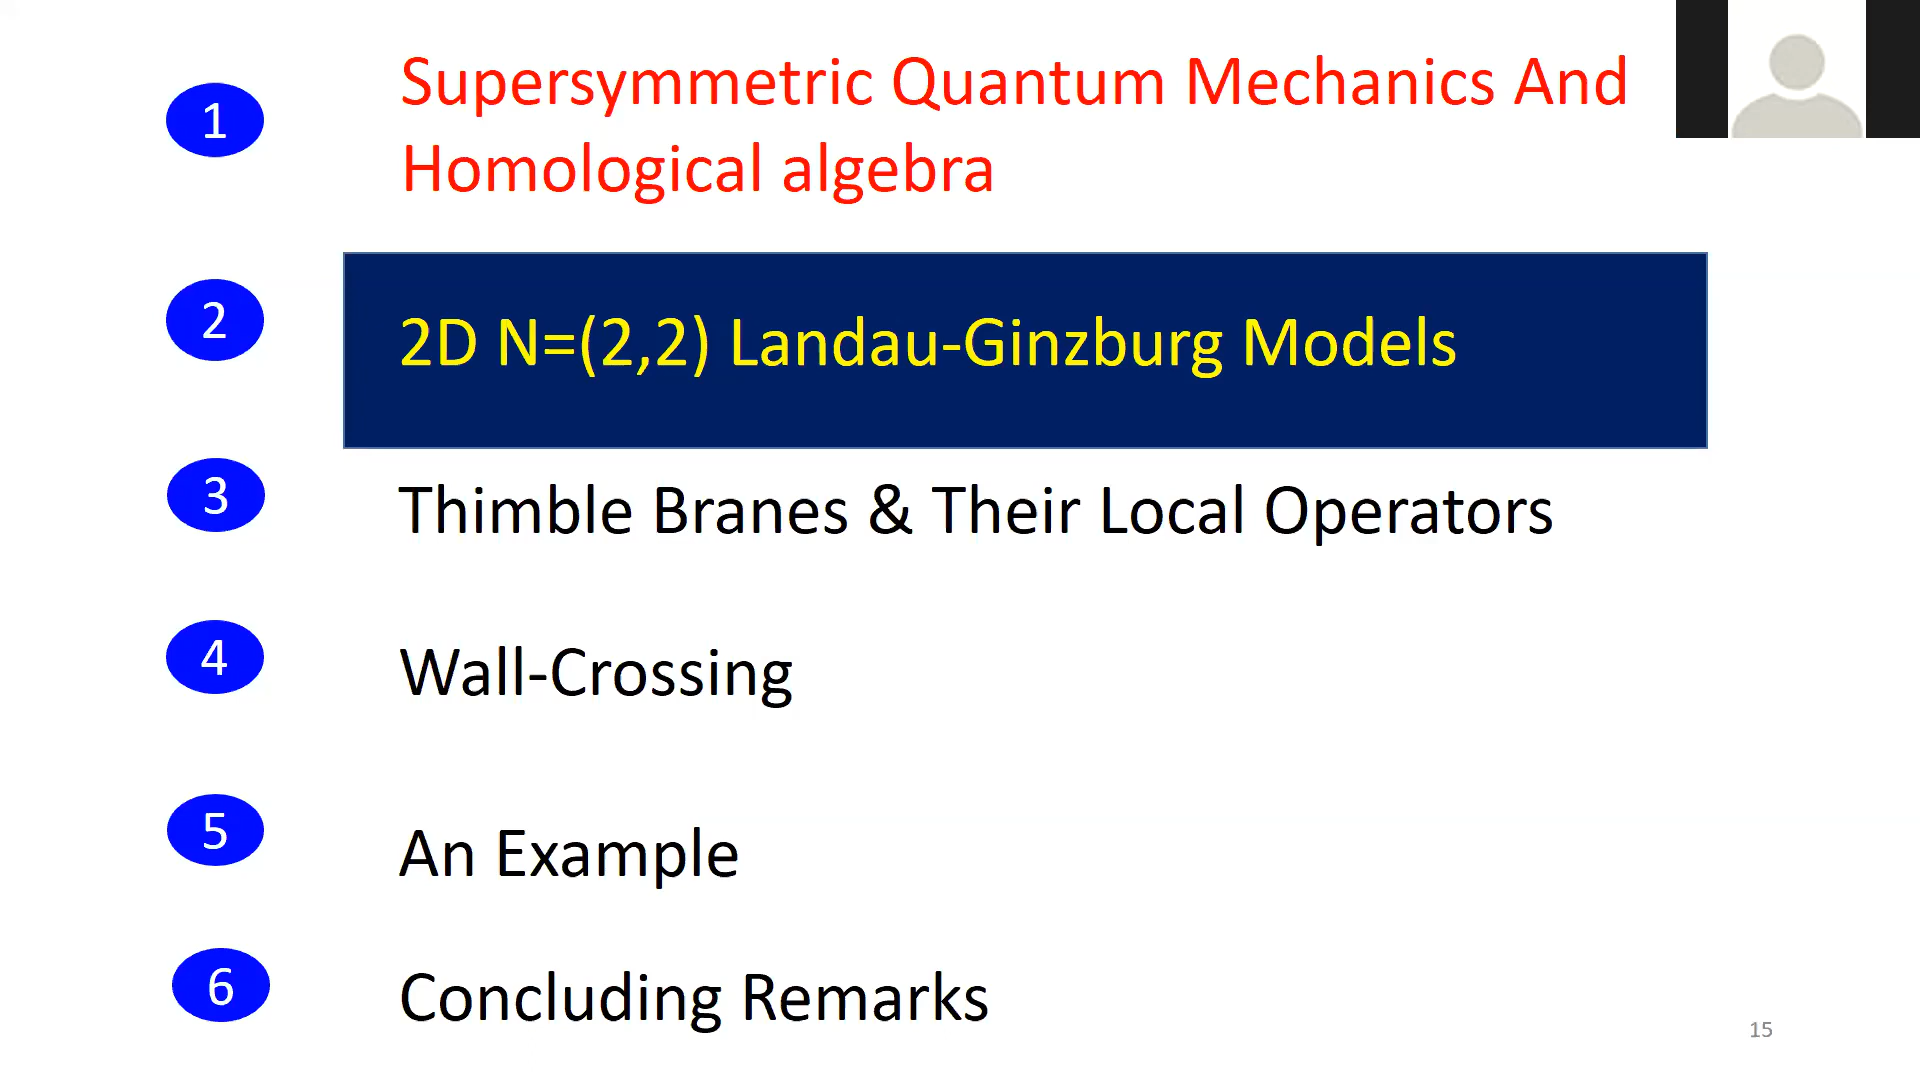 1
Supersymmetric Quantum Mechanics And
Homological algebra
2
2D N=(2,2) Landau-Ginzburg Models
3
Thimble Branes & Their Local Operators
4
Wall-Crossing
5
An Example
6
Concluding Remarks
15